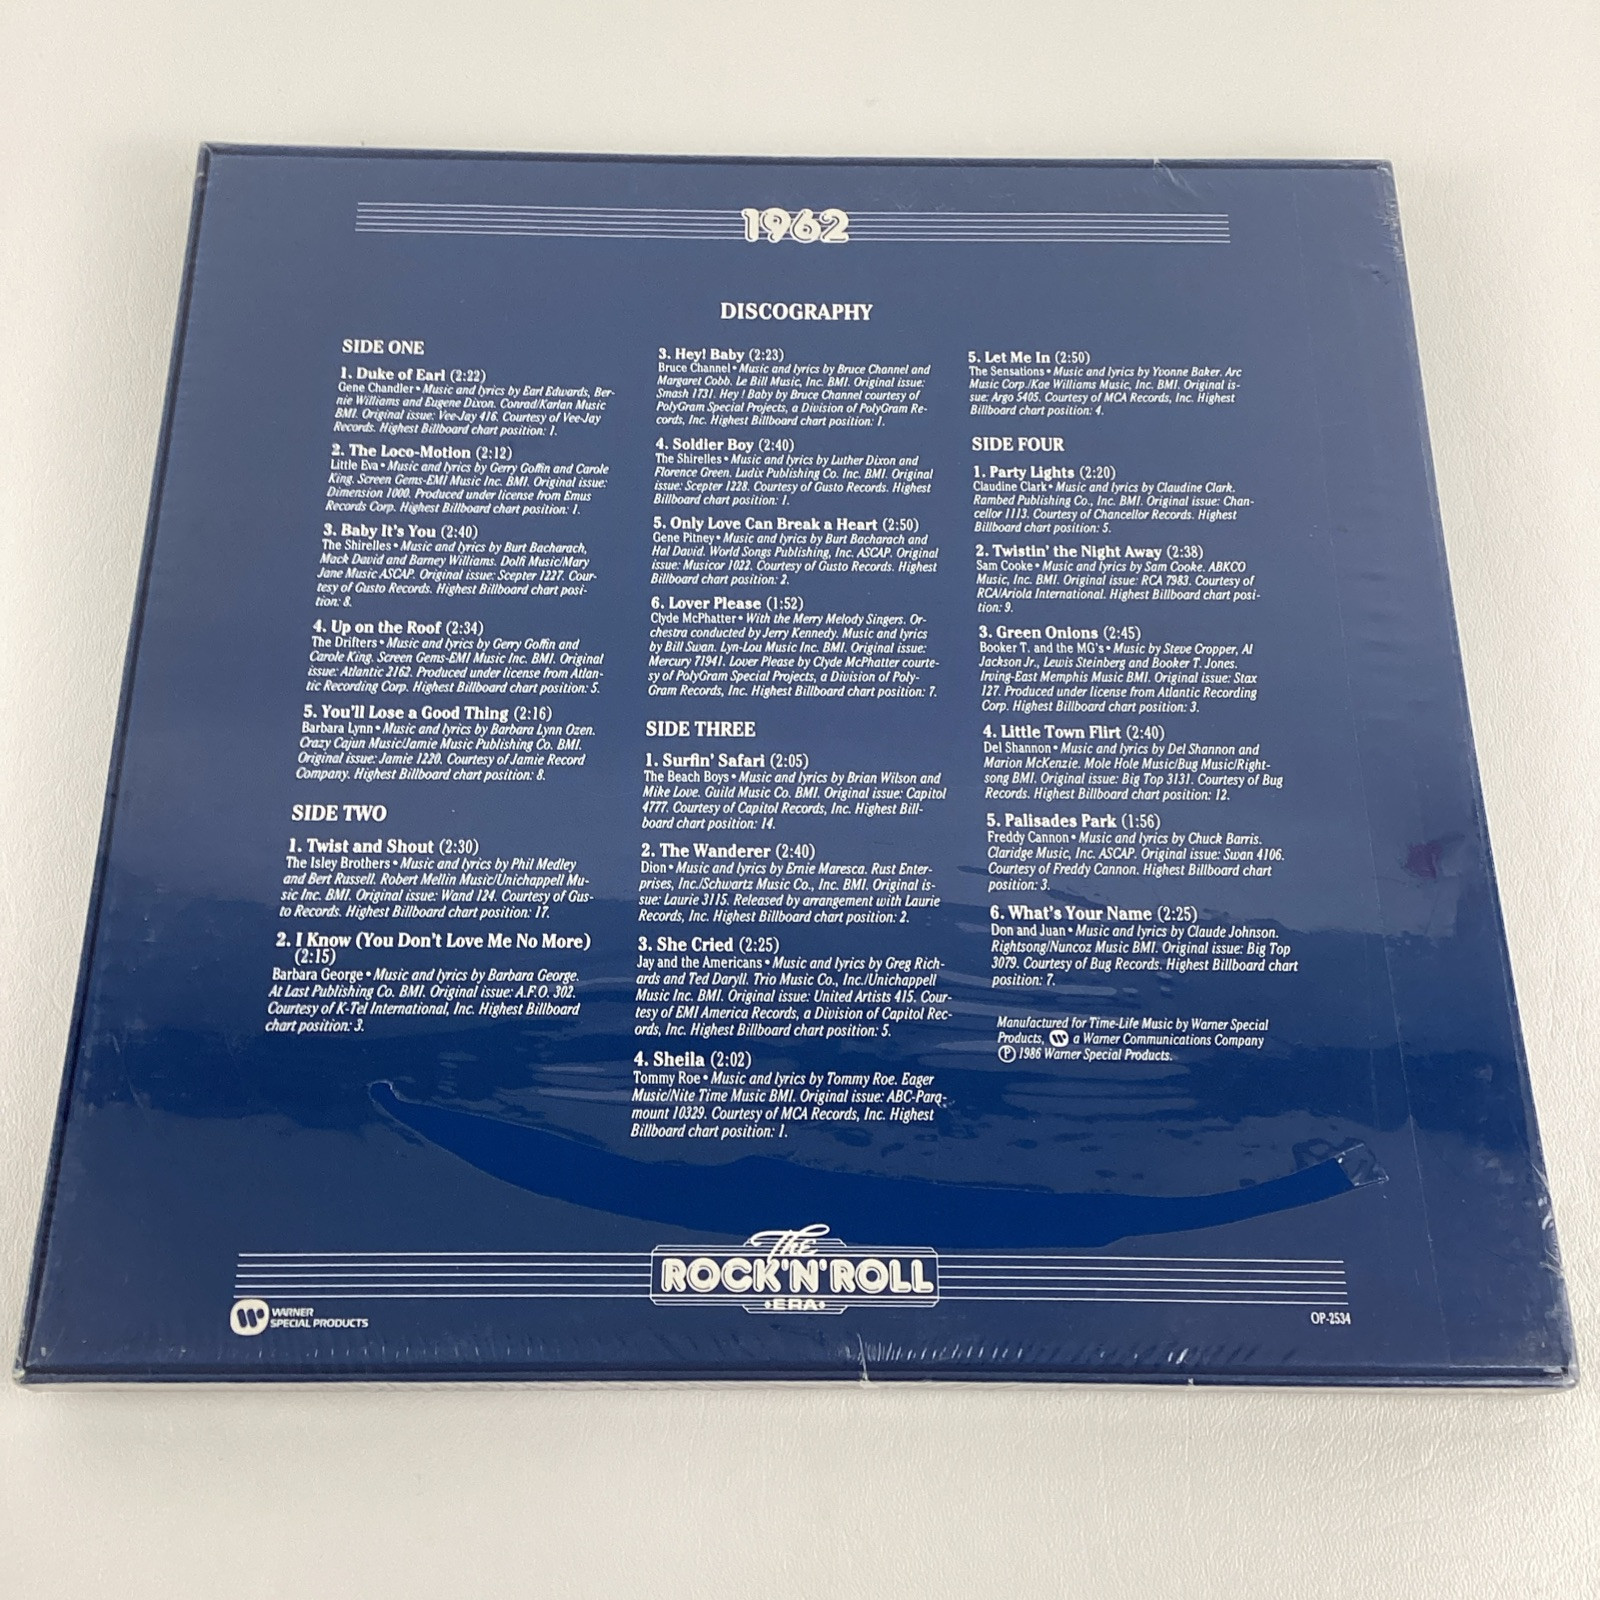 1962
DISCOGRAPHY
SIDE ONE
1. Duke of Earl (2:22)
Gene Chandler • Music and lyrics by Earl Edwards, Ber-
nie Williams and Eugene Dixon. Conrad/Karlan Music
BMI. Original issue: Vee-Jay 416. Courtesy of Vee-Jay
Records. Highest Billboard chart position: 1.
2. The Loco-Motion (2:12)
Little Eva • Music and lyrics by Gerry Goffin and Carole
King. Screen Gems-EMI Music Inc. BMI. Original issue:
Dimension 1000. Produced under license from Emus
Records Corp. Highest Billboard chart position: 1.
3. Baby It's You (2:40)
The Shirelles • Music and lyrics by Burt Bacharach,
Mack David and Barney Williams. Dolfi Music/Mary
Jane Music ASCAP. Original issue: Scepter 1227. Cour-
tesy of Gusto Records. Highest Billboard chart posi-
tion: 8.
4. Up on the Roof (2:34)
The Drifters • Music and lyrics by Gerry Goffin and
Carole King. Screen Gems-EMI Music Inc. BMI. Original
issue: Atlantic 2162. Produced under license from Atlan-
tic Recording Corp. Highest Billboard chart position: 5.
5. You'll Lose a Good Thing (2:16)
Barbara Lynn • Music and lyrics by Barbara Lynn Ozen.
Crazy Cajun Music/Jamie Music Publishing Co. BMI.
Original issue: Jamie 1220. Courtesy of Jamie Record
Company. Highest Billboard chart position: 8.
SIDE TWO
1. Twist and Shout (2:30)
The Isley Brothers • Music and lyrics by Phil Medley
and Bert Russell. Robert Mellin Music/Unichappell Mu-
sic Inc. BMI. Original issue: Wand 124. Courtesy of Gus-
to Records. Highest Billboard chart position: 17.
2. I Know (You Don't Love Me No More)
(2:15)
Barbara George • Music and lyrics by Barbara George.
At Last Publishing Co. BMI. Original issue: A.F.O. 302.
Courtesy of K-Tel International, Inc. Highest Billboard
chart position: 3.
3. Hey! Baby (2:23)
Bruce Channel • Music and lyrics by Bruce Channel and
Margaret Cobb. Le Bill Music, Inc. BMI. Original issue:
Smash 1731. Hey! Baby by Bruce Channel courtesy of
PolyGram Special Projects, a Division of PolyGram Re-
cords, Inc. Highest Billboard chart position: 1.
4. Soldier Boy (2:40)
The Shirelles • Music and lyrics by Luther Dixon and
Florence Green. Ludix Publishing Co. Inc. BMI. Original
issue: Scepter 1228. Courtesy of Gusto Records. Highest
Billboard chart position: 1.
5. Only Love Can Break a Heart (2:50)
Gene Pitney • Music and lyrics by Burt Bacharach and
Hal David. World Songs Publishing, Inc. ASCAP. Original
issue: Musicor 1022. Courtesy of Gusto Records. Highest
Billboard chart position: 2.
6. Lover Please (1:52)
Clyde McPhatter • With the Merry Melody Singers. Or-
chestra conducted by Jerry Kennedy. Music and lyrics
by Bill Swan. Lyn-Lou Music Inc. BMI. Original issue:
Mercury 71941. Lover Please by Clyde McPhatter courte-
sy of PolyGram Special Projects, a Division of Poly-
Gram Records, Inc. Highest Billboard chart position: 7.
SIDE THREE
1. Surfin' Safari (2:05)
The Beach Boys • Music and lyrics by Brian Wilson and
Mike Love. Guild Music Co. BMI. Original issue: Capitol
4777. Courtesy of Capitol Records, Inc. Highest Bill-
board chart position: 14.
2. The Wanderer (2:40)
Dion • Music and lyrics by Ernie Maresca. Rust Enter-
prises, Inc./Schwartz Music Co., Inc. BMI. Original is-
sue: Laurie 3115. Released by arrangement with Laurie
Records, Inc. Highest Billboard chart position: 2.
3. She Cried (2:25)
Jay and the Americans • Music and lyrics by Greg Rich-
ards and Ted Daryll. Trio Music Co., Inc./Unichappell
Music Inc. BMI. Original issue: United Artists 415. Cour-
tesy of EMI America Records, a Division of Capitol Rec-
ords, Inc. Highest Billboard chart position: 5.
4. Sheila (2:02)
Tommy Roe • Music and lyrics by Tommy Roe. Eager
Music/Nite Time Music BMI. Original issue: ABC-Para-
mount 10329. Courtesy of MCA Records, Inc. Highest
Billboard chart position: 1.
5. Let Me In (2:50)
The Sensations • Music and lyrics by Yvonne Baker. Arc
Music Corp./Kae Williams Music, Inc. BMI. Original is-
sue: Argo 5405. Courtesy of MCA Records, Inc. Highest
Billboard chart position: 4.
SIDE FOUR
1. Party Lights (2:20)
Claudine Clark • Music and lyrics by Claudine Clark.
Rambed Publishing Co., Inc. BMI. Original issue: Chan-
cellor 1113. Courtesy of Chancellor Records. Highest
Billboard chart position: 5.
2. Twistin' the Night Away (2:38)
Sam Cooke • Music and lyrics by Sam Cooke. ABKCO
Music, Inc. BMI. Original issue: RCA 7983. Courtesy of
RCA/Ariola International. Highest Billboard chart posi-
tion: 9.
3. Green Onions (2:45)
Booker T. and the MG's • Music by Steve Cropper, Al
Jackson Jr., Lewis Steinberg and Booker T. Jones.
Irving-East Memphis Music BMI. Original issue: Stax
127. Produced under license from Atlantic Recording
Corp. Highest Billboard chart position: 3.
4. Little Town Flirt (2:40)
Del Shannon • Music and lyrics by Del Shannon and
Marion McKenzie. Mole Hole Music/Bug Music/Right-
song BMI. Original issue: Big Top 3131. Courtesy of Bug
Records. Highest Billboard chart position: 12.
5. Palisades Park (1:56)
Freddy Cannon • Music and lyrics by Chuck Barris.
Claridge Music, Inc. ASCAP. Original issue: Swan 4106.
Courtesy of Freddy Cannon. Highest Billboard chart
position: 3.
6. What's Your Name (2:25)
Don and Juan • Music and lyrics by Claude Johnson.
Rightsong/Nuncoz Music BMI. Original issue: Big Top
3079. Courtesy of Bug Records. Highest Billboard chart
position: 7.
Manufactured for Time-Life Music by Warner Special
Products, a Warner Communications Company
℗ 1986 Warner Special Products.
The
ROCK'N'ROLL
•ERA•
WARNER
SPECIAL PRODUCTS
OP-2534